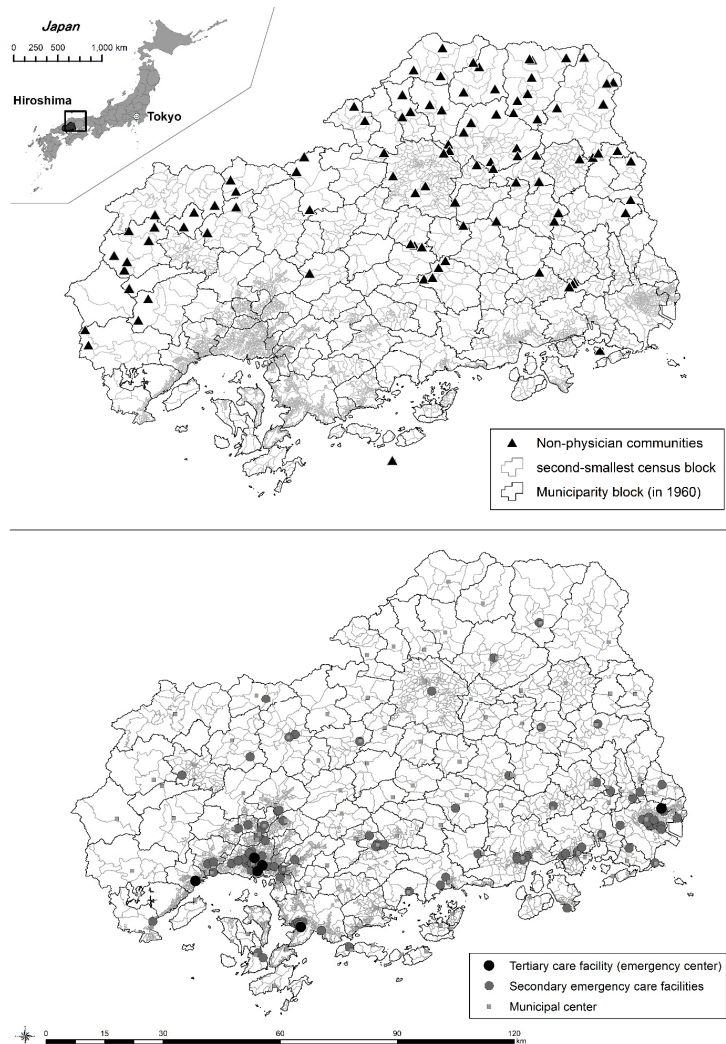 Japan
0 250 500 1,000 km
Hiroshima
Tokyo
Non-physician communities
second-smallest census block
Municiparity block (in 1960)
Tertiary care facility (emergency center)
Secondary emergency care facilities
Municipal center
0 15 30 60 90 120
km